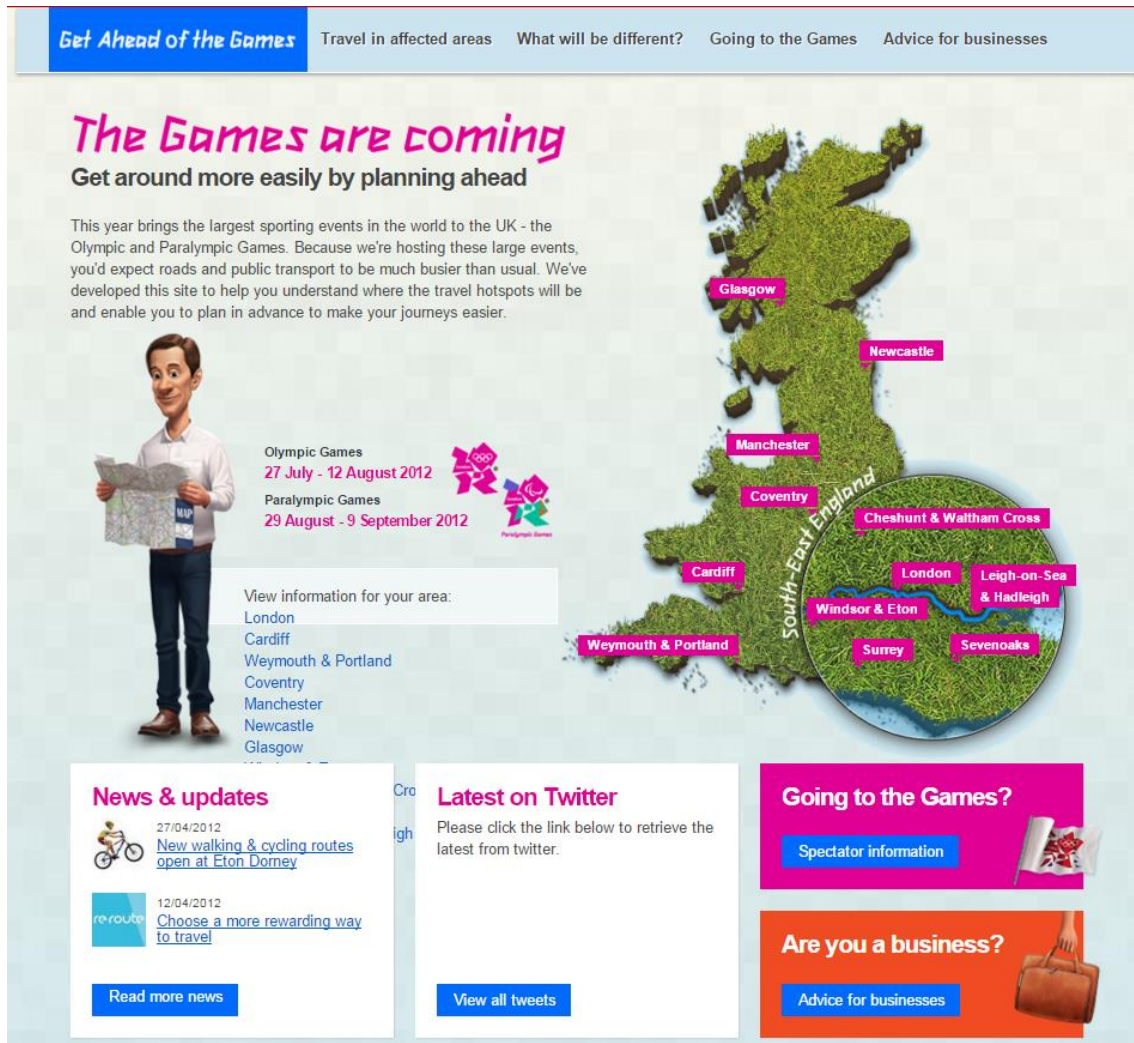 Get Ahead of the Games
Travel in affected areas
What will be different?
Going to the Games
Advice for businesses
The Games are coming
Get around more easily by planning ahead
This year brings the largest sporting events in the world to the UK - the
Olympic and Paralympic Games. Because we're hosting these large events,
you'd expect roads and public transport to be much busier than usual. We've
developed this site to help you understand where the travel hotspots will be
and enable you to plan in advance to make your journeys easier.
MAP
Olympic Games
27 July - 12 August 2012
Paralympic Games
29 August - 9 September 2012
Paralympic Games
View information for your area:
London
Cardiff
Weymouth & Portland
Coventry
Manchester
Newcastle
Glasgow
Cro
igh
Glasgow
Newcastle
Manchester
Coventry
South-East England
Cheshunt & Waltham Cross
Cardiff
London
Leigh-on-Sea
& Hadleigh
Windsor & Eton
Weymouth & Portland
Surrey
Sevenoaks
News & updates
27/04/2012
New walking & cycling routes
open at Eton Dorney
re·route
12/04/2012
Choose a more rewarding way
to travel
Read more news
Latest on Twitter
Please click the link below to retrieve the
latest from twitter.
View all tweets
Going to the Games?
Spectator information
Are you a business?
Advice for businesses